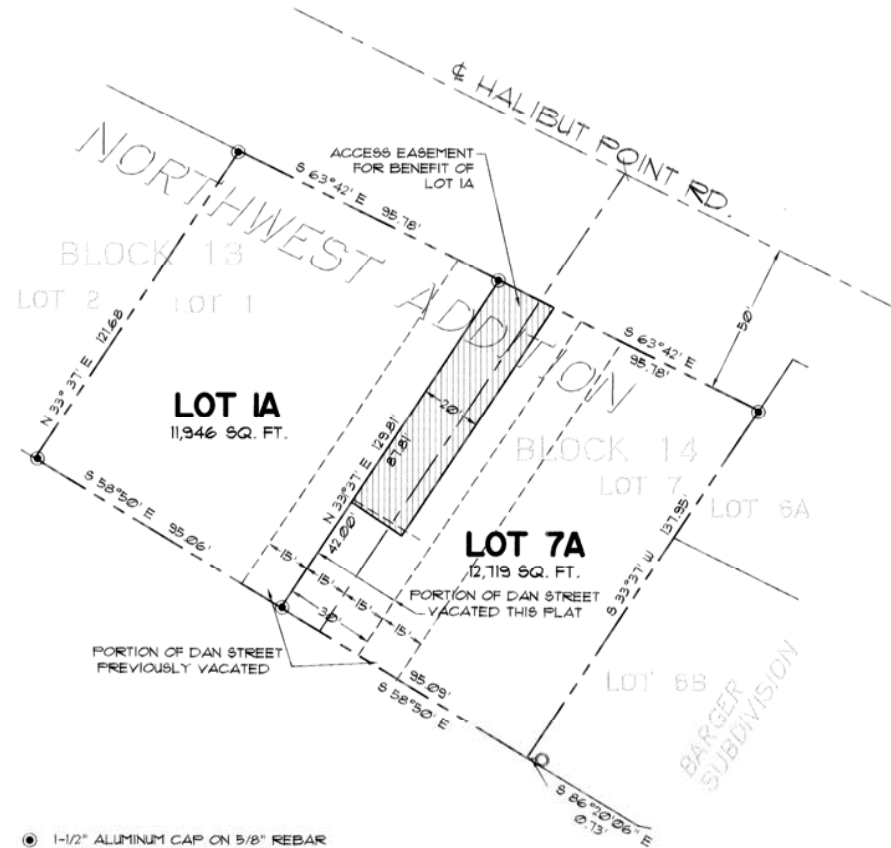 ℄ HALIBUT POINT RD.
ACCESS EASEMENT
FOR BENEFIT OF
LOT 1A
NORTHWEST ADDITION
S 63°42' E 95.78'
BLOCK 13
LOT 2 LOT 1
N 33°37' E 121.68
LOT 1A
11,946 SQ. FT.
S 58°50' E 95.06'
N 33°37' E 129.81'
87.81'
42.00'
20'
S 63°42' E
95.78'
50'
BLOCK 14
LOT 7
LOT 6A
S 33°37' W 137.95'
LOT 7A
12,719 SQ. FT.
PORTION OF DAN STREET
VACATED THIS PLAT
15'
15'
15'
15'
30'
PORTION OF DAN STREET
PREVIOUSLY VACATED
95.09'
S 58°50' E
LOT 6B
BARGER
SUBDIVISION
S 86°20'06" E
0.73'
1-1/2" ALUMINUM CAP ON 5/8" REBAR